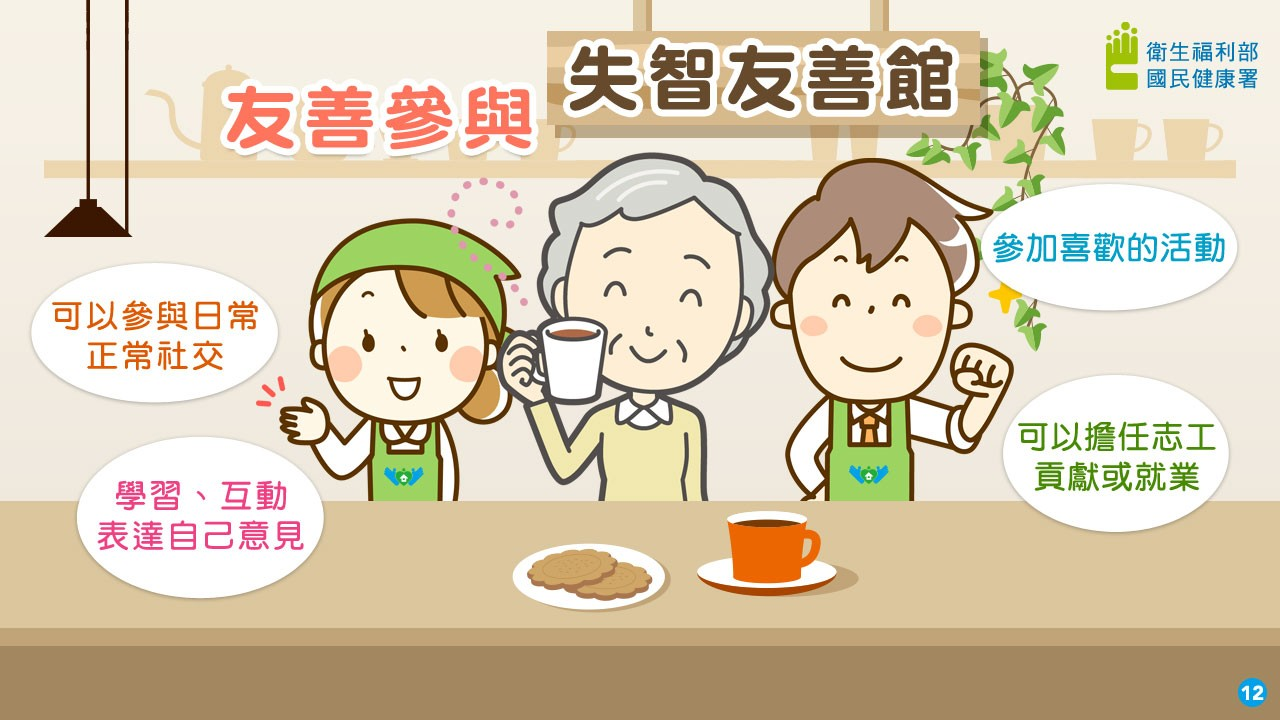 失智友善館
友善參與
衛生福利部
國民健康署
可以參與日常
正常社交
參加喜歡的活動
學習、互動
表達自己意見
可以擔任志工
貢獻或就業
12